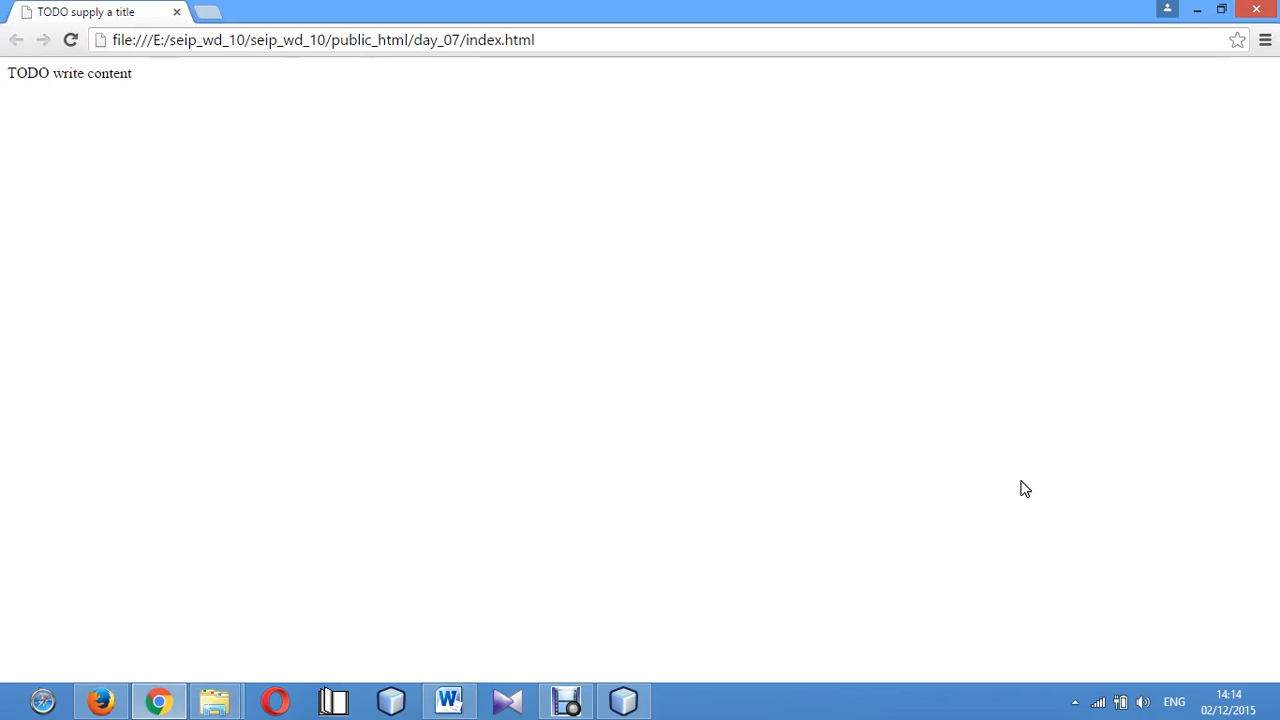 TODO supply a title
file:///E:/seip_wd_10/seip_wd_10/public_html/day_07/index.html
TODO write content
W
ENG
14:14
02/12/2015